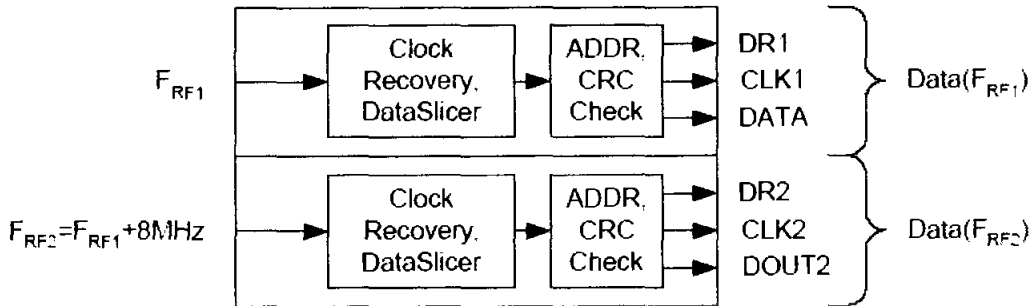 F_RF1
Clock
Recovery,
DataSlicer
ADDR,
CRC
Check
DR1
CLK1
DATA
Data(F_RF1)
F_RF2=F_RF1+8MHz
Clock
Recovery,
DataSlicer
ADDR,
CRC
Check
DR2
CLK2
DOUT2
Data(F_RF2)